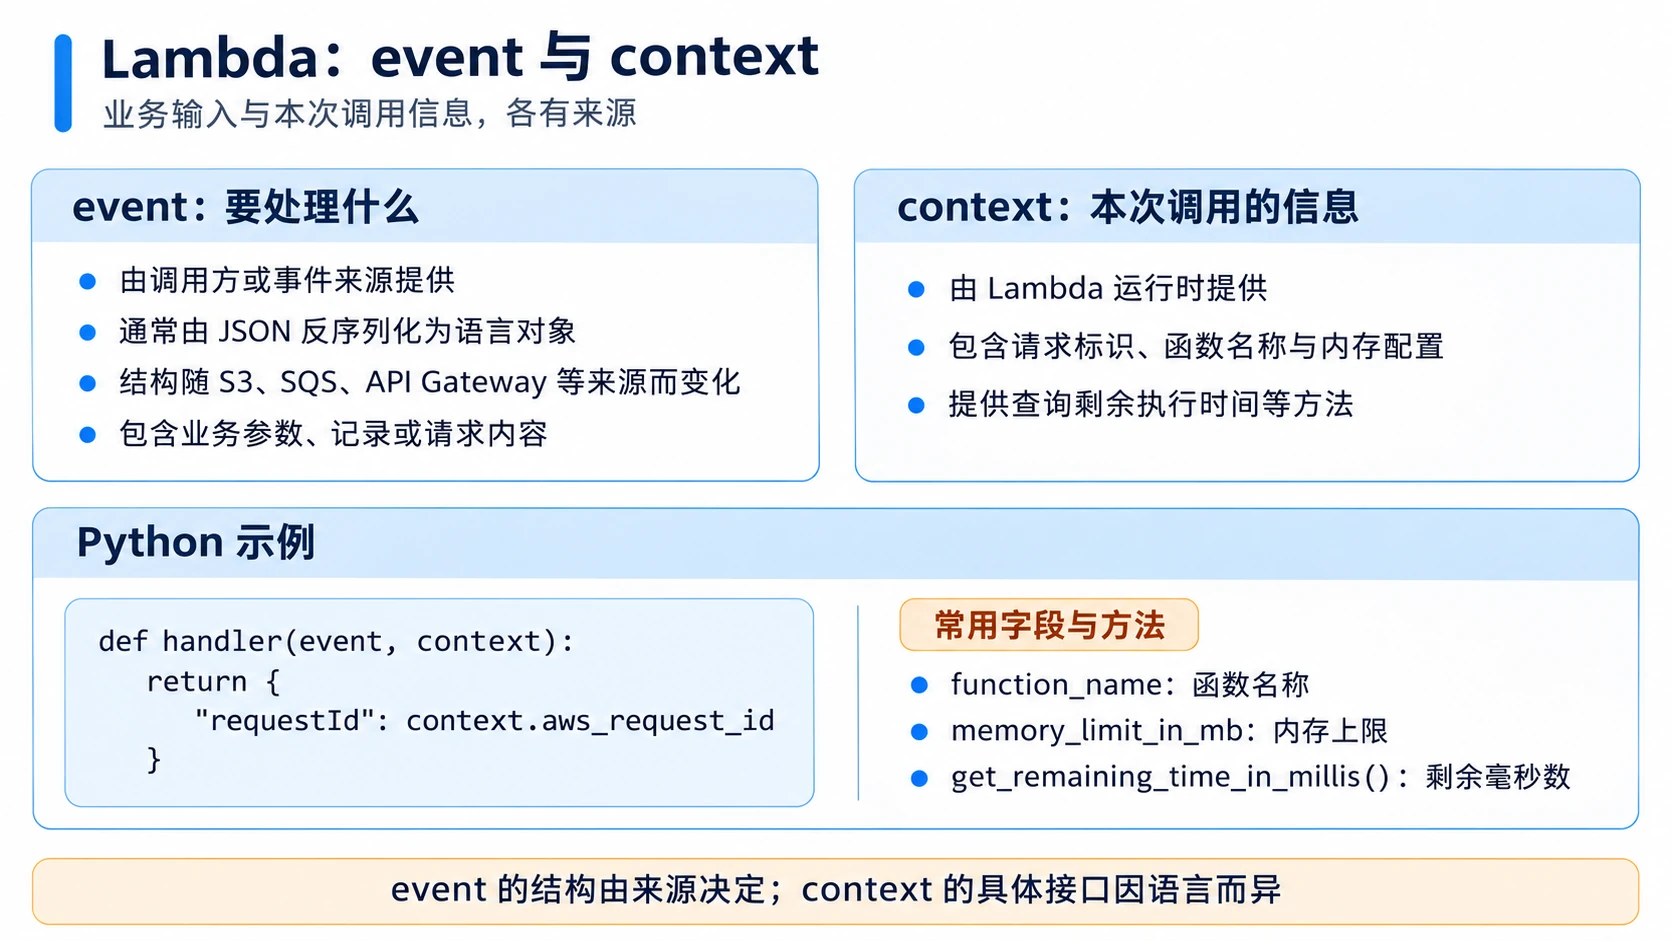 Lambda：event 与 context
业务输入与本次调用信息，各有来源
event：要处理什么
由调用方或事件来源提供
通常由 JSON 反序列化为语言对象
结构随 S3、SQS、API Gateway 等来源而变化
包含业务参数、记录或请求内容
context：本次调用的信息
由 Lambda 运行时提供
包含请求标识、函数名称与内存配置
提供查询剩余执行时间等方法
Python 示例
def handler(event, context):
return {
"requestId": context.aws_request_id
}
常用字段与方法
function_name：函数名称
memory_limit_in_mb：内存上限
get_remaining_time_in_millis()：剩余毫秒数
event 的结构由来源决定；context 的具体接口因语言而异